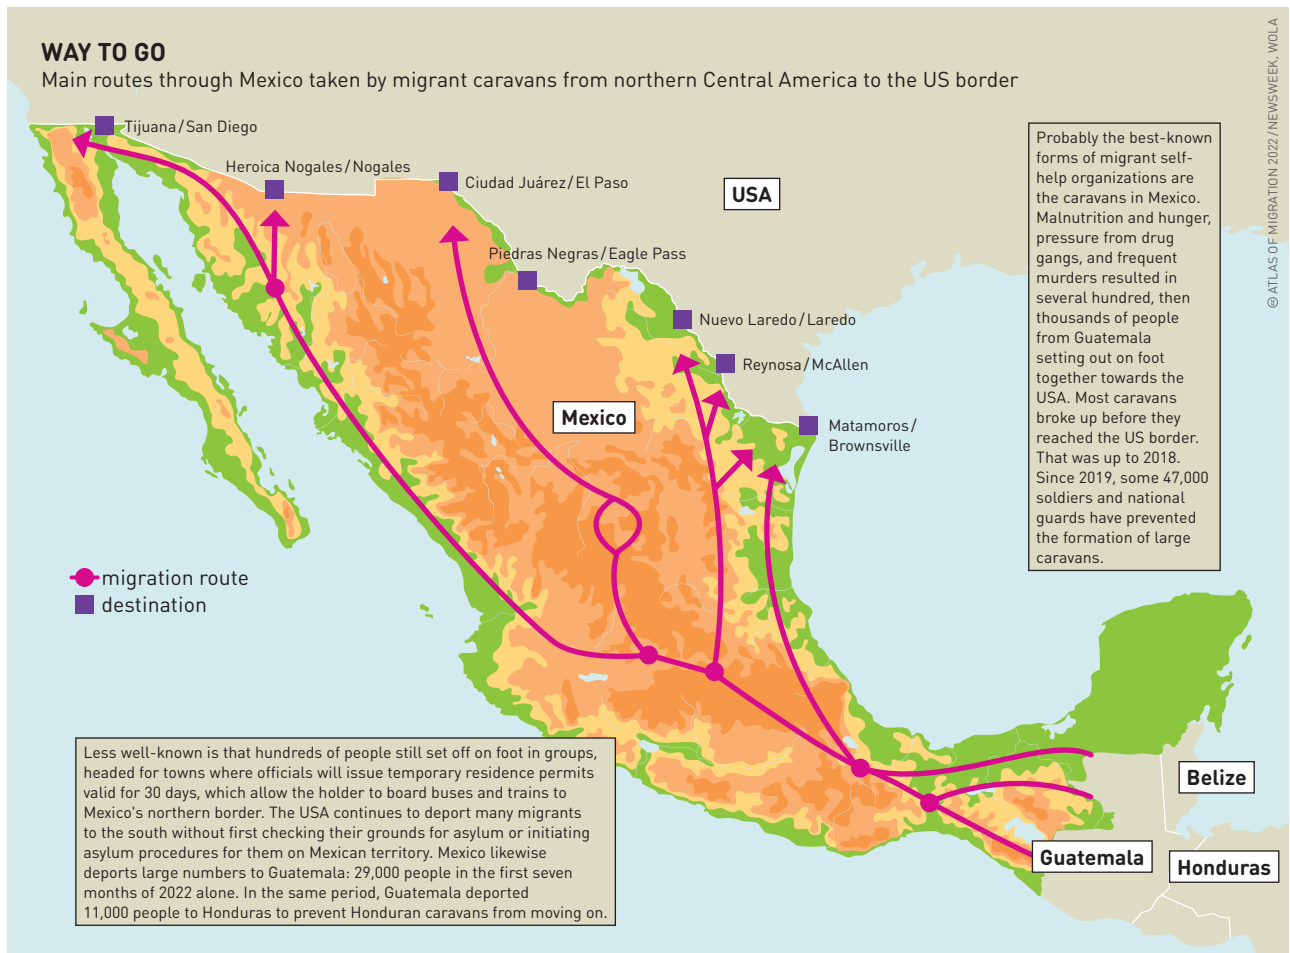 WAY TO GO
Main routes through Mexico taken by migrant caravans from northern Central America to the US border
© ATLAS OF MIGRATION 2022 / NEWSWEEK, WOLA
Tijuana / San Diego
Heroica Nogales / Nogales
Ciudad Juárez / El Paso
USA
Piedras Negras / Eagle Pass
Nuevo Laredo / Laredo
Reynosa / McAllen
Mexico
Matamoros /
Brownsville
Probably the best-known
forms of migrant self-
help organizations are
the caravans in Mexico.
Malnutrition and hunger,
pressure from drug
gangs, and frequent
murders resulted in
several hundred, then
thousands of people
from Guatemala
setting out on foot
together towards the
USA. Most caravans
broke up before they
reached the US border.
That was up to 2018.
Since 2019, some 47,000
soldiers and national
guards have prevented
the formation of large
caravans.
migration route
destination
Less well-known is that hundreds of people still set off on foot in groups,
headed for towns where officials will issue temporary residence permits
valid for 30 days, which allow the holder to board buses and trains to
Mexico's northern border. The USA continues to deport many migrants
to the south without first checking their grounds for asylum or initiating
asylum procedures for them on Mexican territory. Mexico likewise
deports large numbers to Guatemala: 29,000 people in the first seven
months of 2022 alone. In the same period, Guatemala deported
11,000 people to Honduras to prevent Honduran caravans from moving on.
Belize
Guatemala
Honduras